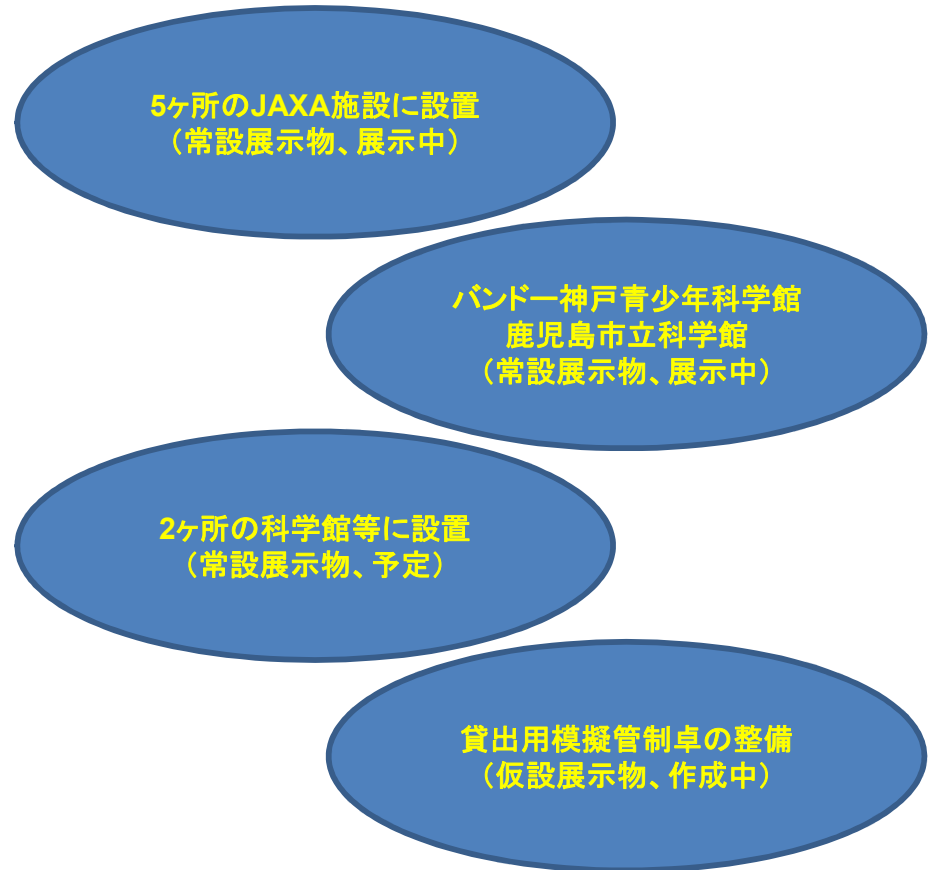 5ヶ所のJAXA施設に設置
（常設展示物、展示中）
バンドー神戸青少年科学館
鹿児島市立科学館
（常設展示物、展示中）
2ヶ所の科学館等に設置
（常設展示物、予定）
貸出用模擬管制卓の整備
（仮設展示物、作成中）